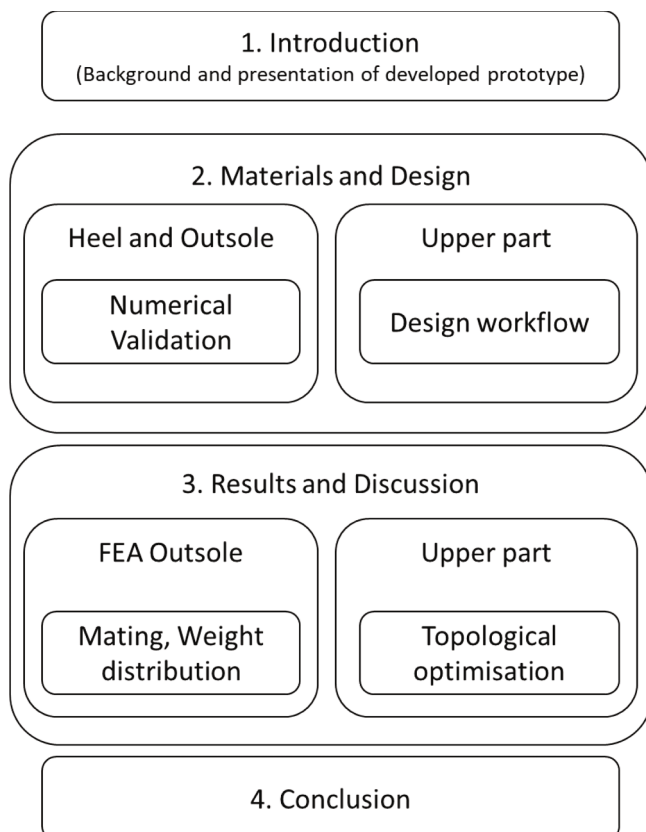 1. Introduction
(Background and presentation of developed prototype)
2. Materials and Design
Heel and Outsole
Numerical
Validation
Upper part
Design workflow
3. Results and Discussion
FEA Outsole
Mating, Weight
distribution
Upper part
Topological
optimisation
4. Conclusion